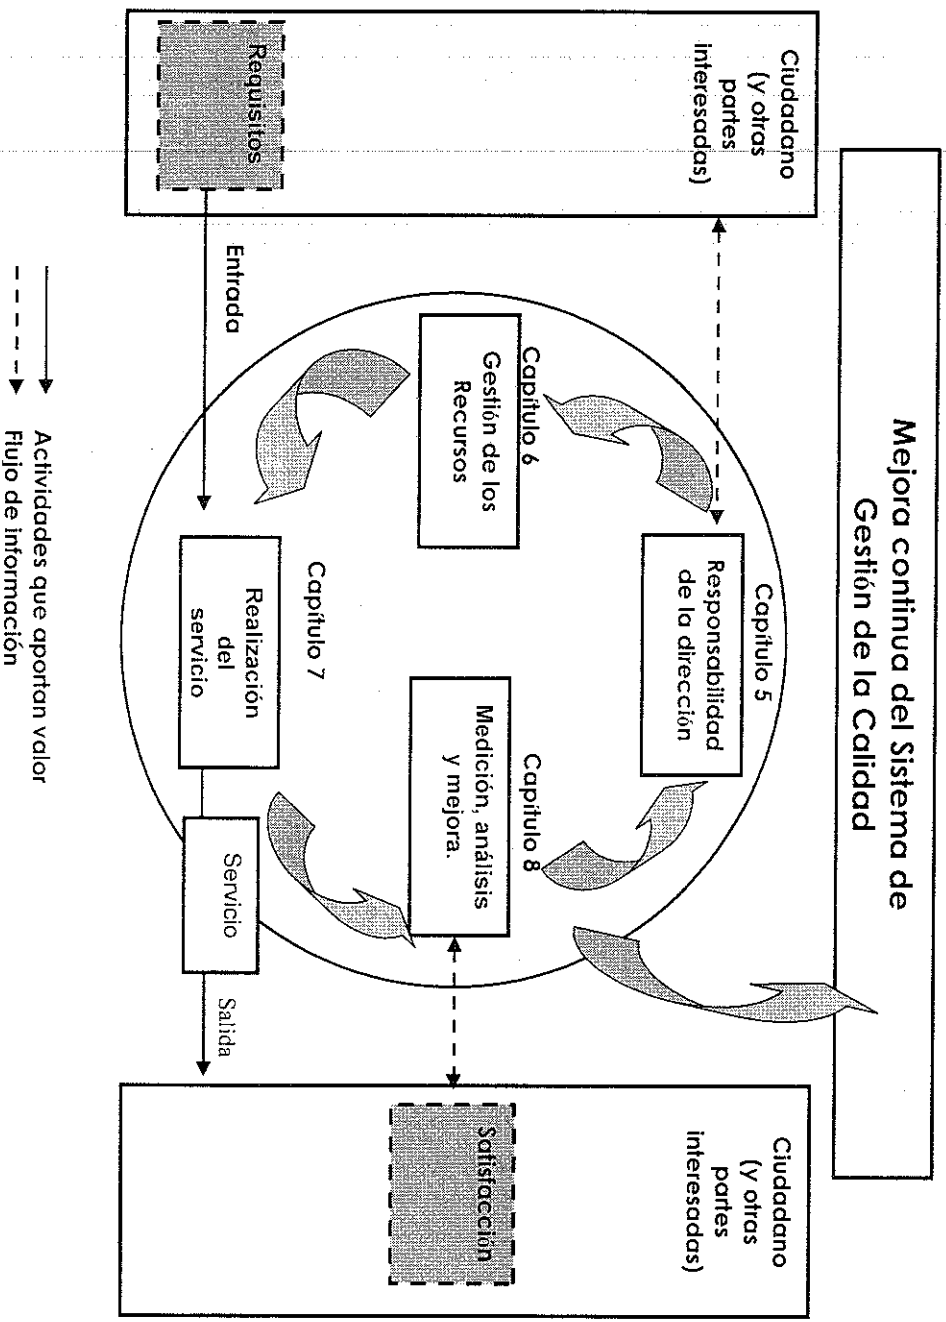 Mejora continua del Sistema de
Gestión de la Calidad
Ciudadano
(y otras
partes
interesadas)
Requisitos
Entrada
Capítulo 5
Responsabilidad
de la dirección
Capítulo 6
Gestión de los
Recursos
Capítulo 8
Medición, análisis
y mejora.
Capítulo 7
Realización
del
servicio
Servicio
Salida
Ciudadano
(y otras
partes
interesadas)
Satisfacción
Actividades que aportan valor
Flujo de información